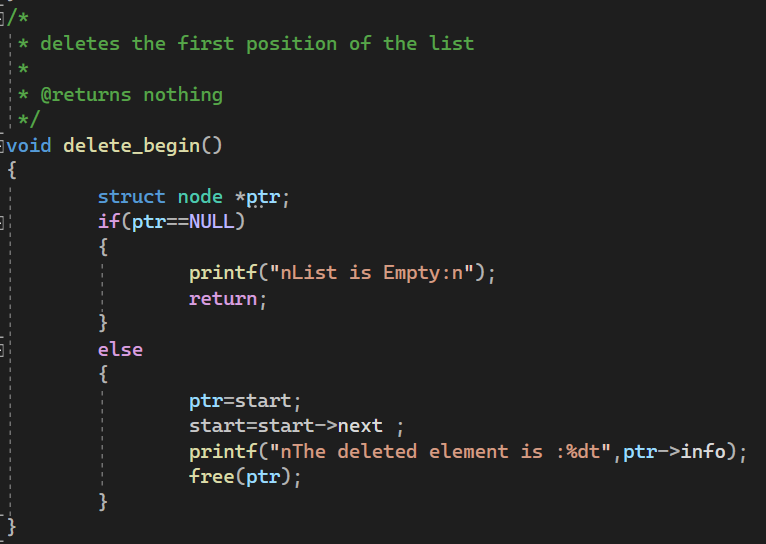 /*
* deletes the first position of the list
*
* @returns nothing
*/
void delete_begin()
{
struct node *ptr;
if(ptr==NULL)
{
printf("nList is Empty:n");
return;
}
else
{
ptr=start;
start=start->next ;
printf("nThe deleted element is :%dt",ptr->info);
free(ptr);
}
}